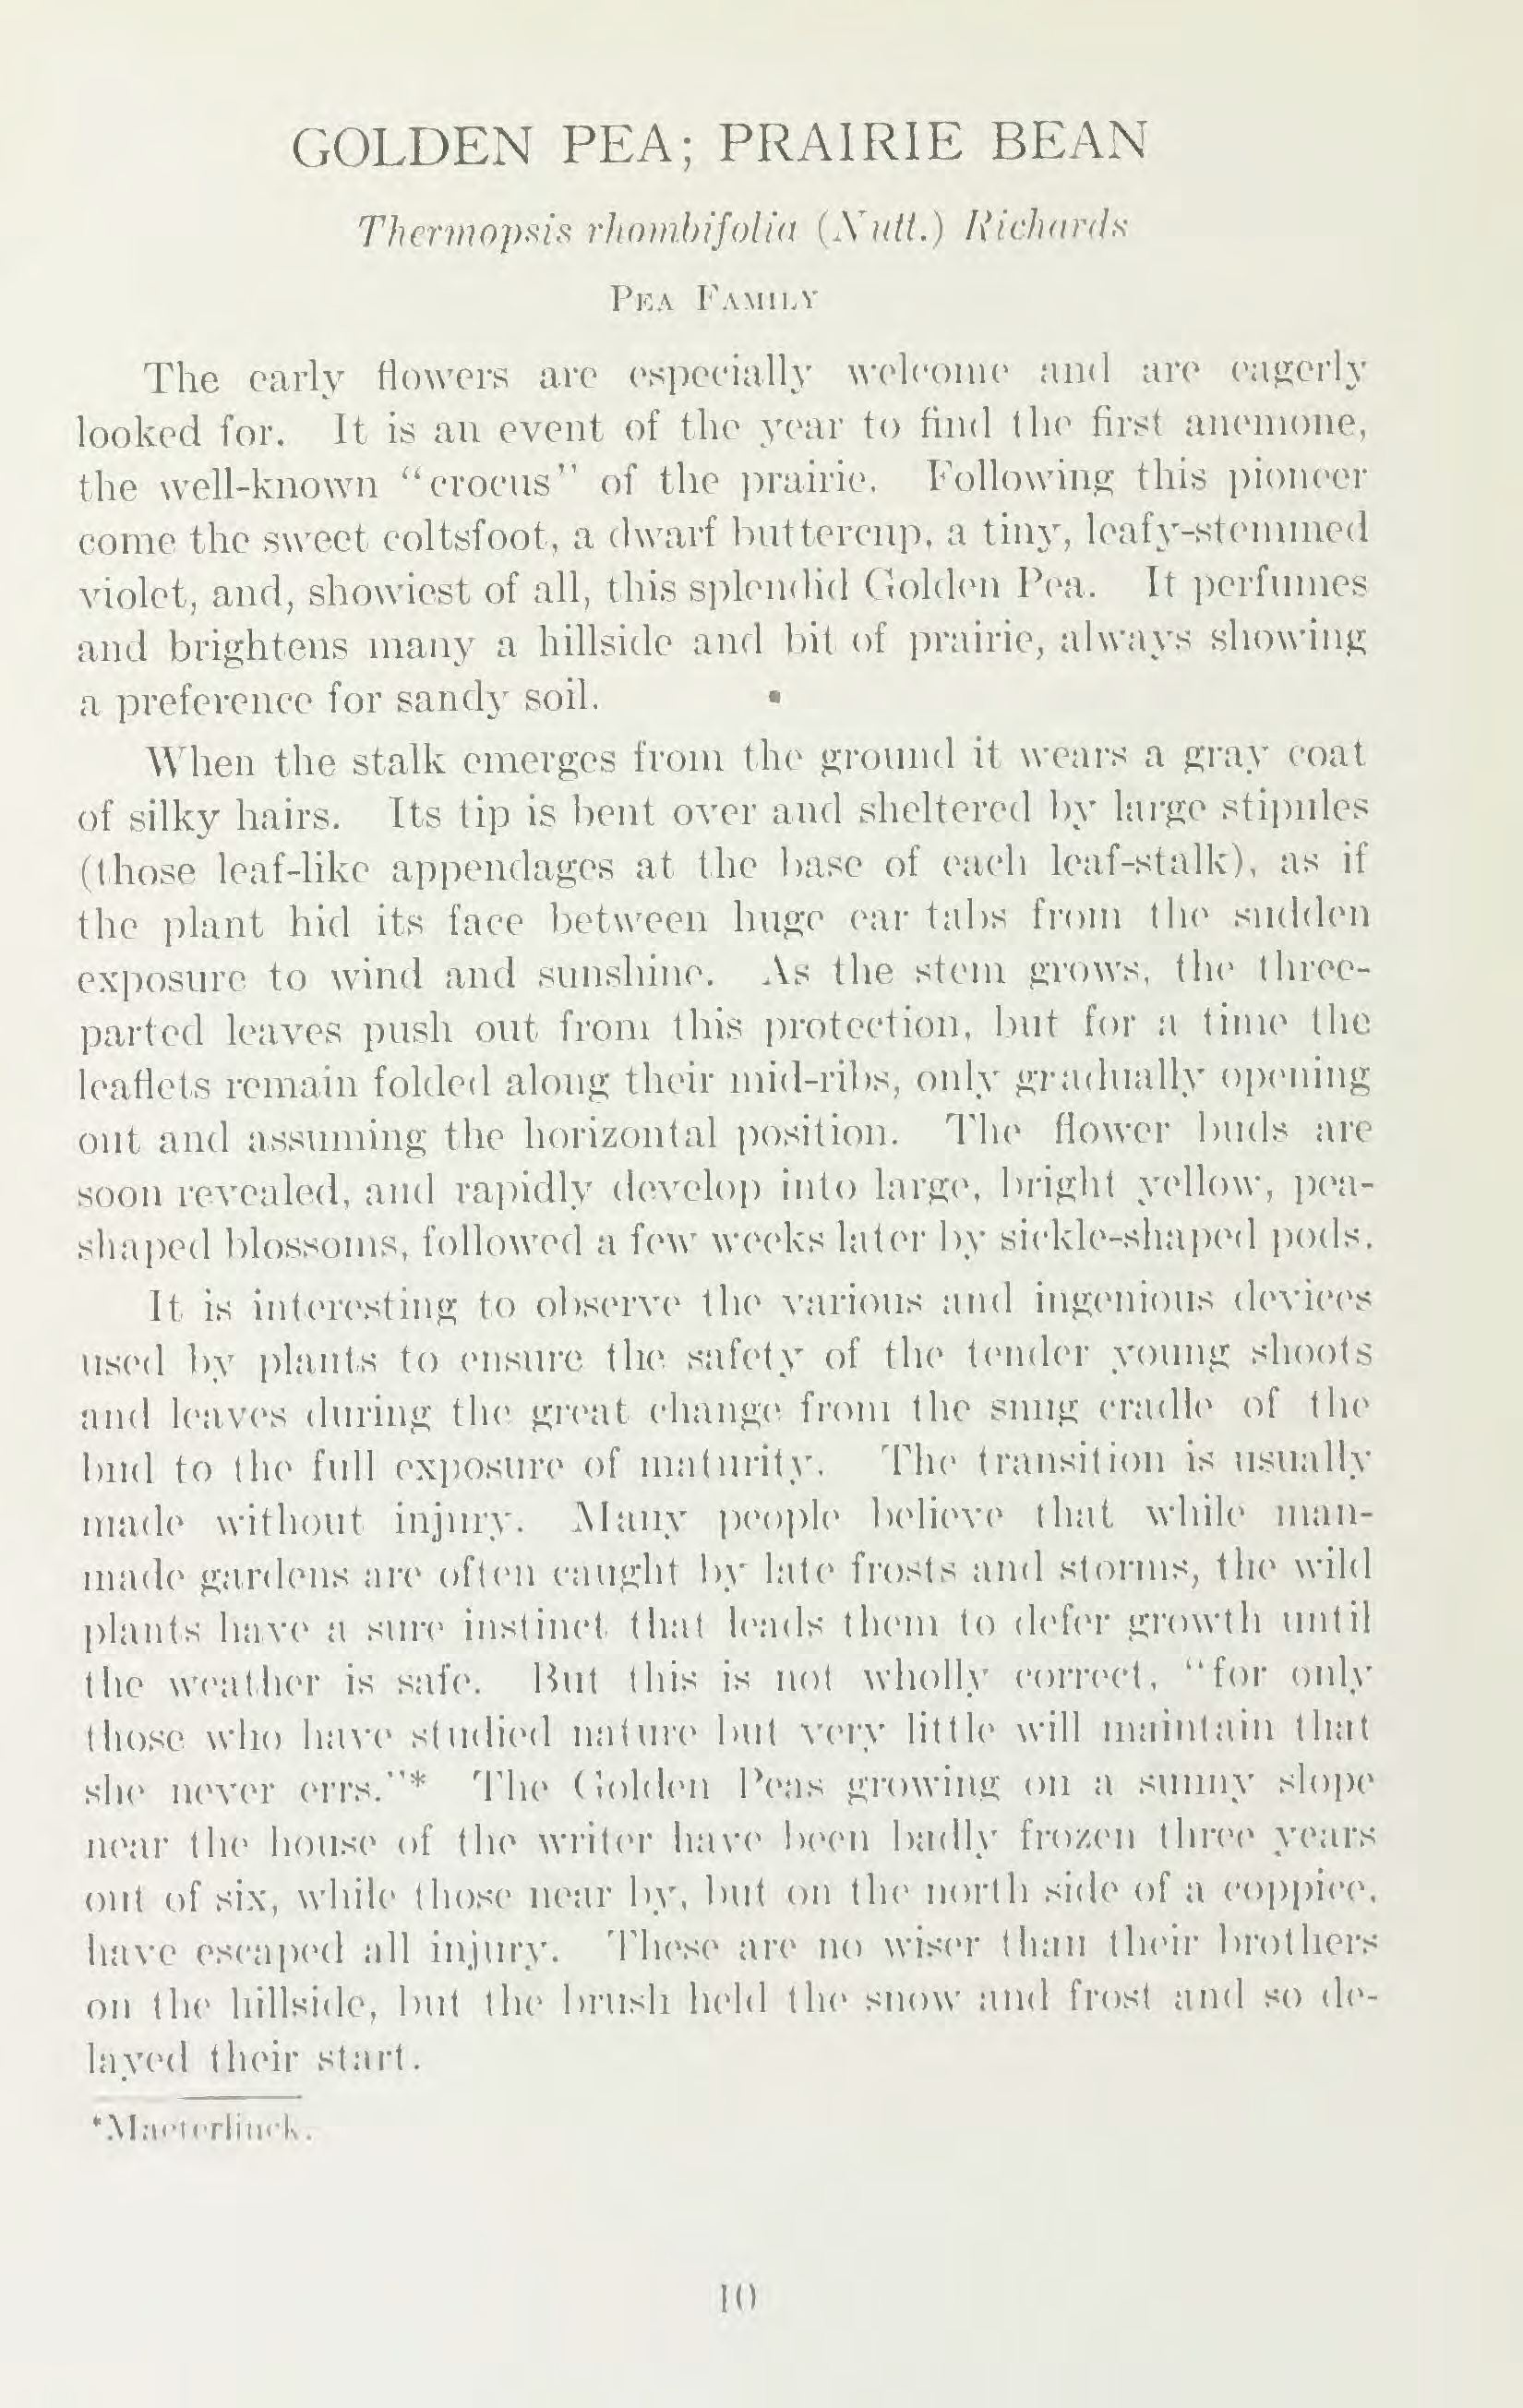 GOLDEN PEA; PRAIRIE BEAN
Thermopsis rhombifolia (Nutt.) Richards
PEA FAMILY
The early flowers are especially welcome and are eagerly
looked for. It is an event of the year to find the first anemone,
the well-known "crocus" of the prairie. Following this pioneer
come the sweet coltsfoot, a dwarf buttercup, a tiny, leafy-stemmed
violet, and, showiest of all, this splendid Golden Pea. It perfumes
and brightens many a hillside and bit of prairie, always showing
a preference for sandy soil.
When the stalk emerges from the ground it wears a gray coat
of silky hairs. Its tip is bent over and sheltered by large stipules
(those leaf-like appendages at the base of each leaf-stalk), as if
the plant hid its face between huge ear tabs from the sudden
exposure to wind and sunshine. As the stem grows, the three-
parted leaves push out from this protection, but for a time the
leaflets remain folded along their mid-ribs, only gradually opening
out and assuming the horizontal position. The flower buds are
soon revealed, and rapidly develop into large, bright yellow, pea-
shaped blossoms, followed a few weeks later by sickle-shaped pods.
It is interesting to observe the various and ingenious devices
used by plants to ensure the safety of the tender young shoots
and leaves during the great change from the snug cradle of the
bud to the full exposure of maturity. The transition is usually
made without injury. Many people believe that while man-
made gardens are often caught by late frosts and storms, the wild
plants have a sure instinct that leads them to defer growth until
the weather is safe. But this is not wholly correct, "for only
those who have studied nature but very little will maintain that
she never errs."* The Golden Peas growing on a sunny slope
near the house of the writer have been badly frozen three years
out of six, while those near by, but on the north side of a coppice,
have escaped all injury. These are no wiser than their brothers
on the hillside, but the brush held the snow and frost and so de-
layed their start.
*Maeterlinck.
10